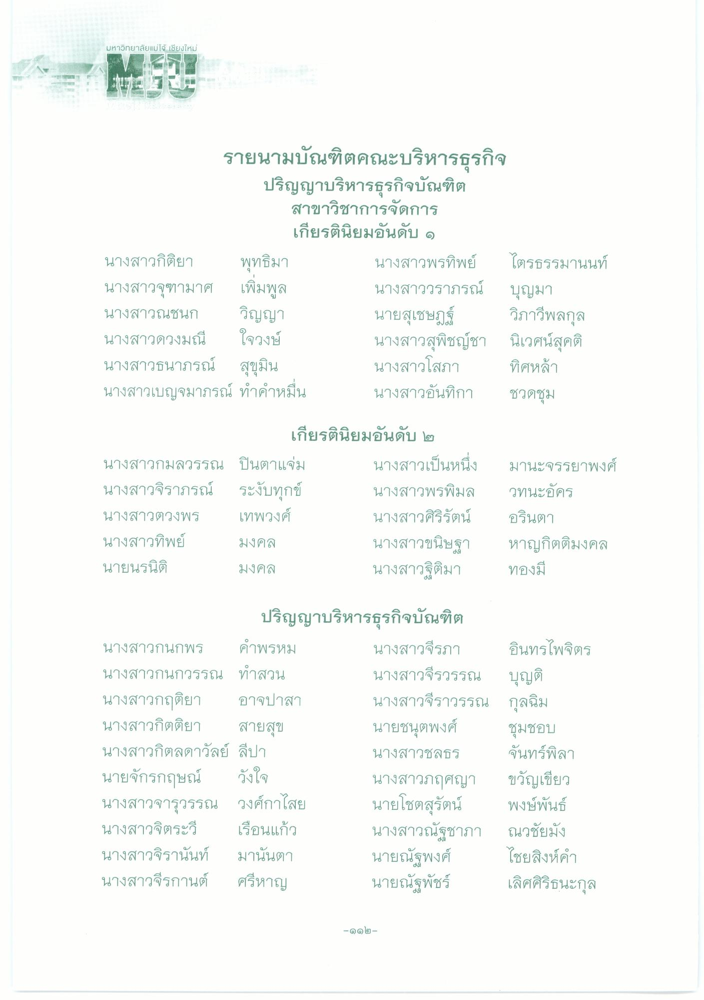 มหาวิทยาลัยแม่โจ้ เชียงใหม่
MJU
Maejo University
รายนามบัณฑิตคณะบริหารธุรกิจ
ปริญญาบริหารธุรกิจบัณฑิต
สาขาวิชาการจัดการ
เกียรตินิยมอันดับ ๑
นางสาวกิติยา พุทธิมา นางสาวพรทิพย์ ไตรธรรมานนท์
นางสาวจุฑามาศ เพิ่มพูล นางสาววราภรณ์ บุญมา
นางสาวณชนก วิญญา นายสุเชษฎฐ์ วิภาวีพลกุล
นางสาวดวงมณี ใจวงษ์ นางสาวสุพิชญ์ชา นิเวศน์สุคติ
นางสาวธนาภรณ์ สุขุมิน นางสาวโสภา ทิศหล้า
นางสาวเบญจมาภรณ์ ทำคำหมื่น นางสาวอันทิกา ชวดชุม
เกียรตินิยมอันดับ ๒
นางสาวกมลวรรณ ปินตาแจ่ม นางสาวเป็นหนึ่ง มานะจรรยาพงศ์
นางสาวจิราภรณ์ ระงับทุกข์ นางสาวพรพิมล วทนะอัคร
นางสาวตวงพร เทพวงศ์ นางสาวศิริรัตน์ อรินตา
นางสาวทิพย์ มงคล นางสาวขนิษฐา หาญกิตติมงคล
นายนรนิติ มงคล นางสาวฐิติมา ทองมี
ปริญญาบริหารธุรกิจบัณฑิต
นางสาวกนกพร คำพรหม นางสาวจีรภา อินทรไพจิตร
นางสาวกนกวรรณ ทำสวน นางสาวจีรวรรณ บุญติ
นางสาวกฤติยา อาจปาสา นางสาวจีราวรรณ กุลฉิม
นางสาวกิตติยา สายสุข นายชนุตพงศ์ ชุมชอบ
นางสาวกิตลดาวัลย์ ลีปา นางสาวชลธร จันทร์พิลา
นายจักรกฤษณ์ วังใจ นางสาวภฤศญา ขวัญเขียว
นางสาวจารุวรรณ วงศ์กาไสย นายโชตสุรัตน์ พงษ์พันธ์
นางสาวจิตระวี เรือนแก้ว นางสาวณัฐชาภา ณวชัยมัง
นางสาวจิรานันท์ มานันตา นายณัฐพงศ์ ไชยสิงห์คำ
นางสาวจีรกานต์ ศรีหาญ นายณัฐพัชร์ เลิศศิริธนะกุล
-๑๑๒-